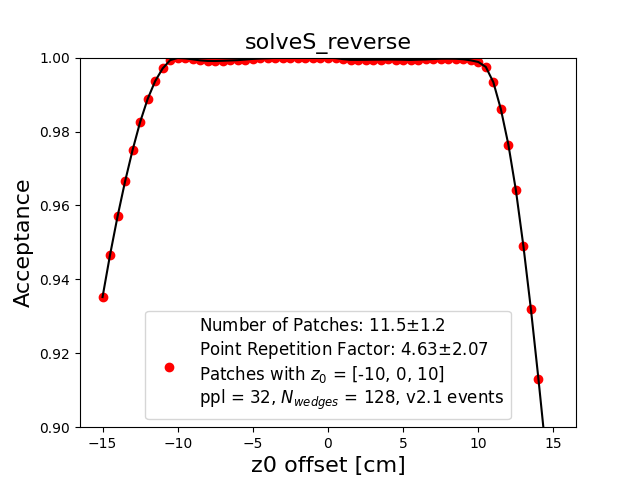 solveS_reverse
Acceptance
1.00
0.98
0.96
0.94
0.92
0.90
Number of Patches: 11.5±1.2
Point Repetition Factor: 4.63±2.07
Patches with z₀ = [-10, 0, 10]
ppl = 32, N_wedges = 128, v2.1 events
−15 −10 −5 0 5 10 15
z0 offset [cm]